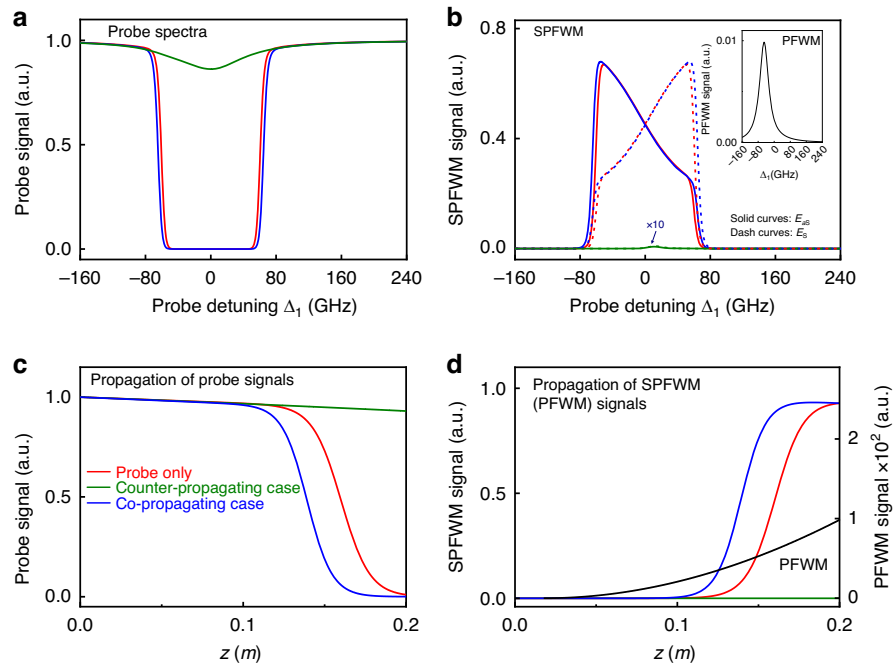 a
Probe spectra
1.0
0.5
0.0
Probe signal (a.u.)
−160
−80
0
80
160
240
Probe detuning Δ1 (GHz)
b
SPFWM
0.8
0.4
0.0
SPFWM signal (a.u.)
−160
−80
0
80
160
240
Probe detuning Δ1 (GHz)
×10
Solid curves: EaS
Dash curves: ES
PFWM
0.01
0.00
PFWM signal (a.u.)
−160
−80
0
80
160
240
Δ1(GHz)
c
Propagation of probe signals
1.0
0.5
0.0
Probe signal (a.u.)
Probe only
Counter-propagating case
Co-propagating case
0.0
0.1
0.2
z (m)
d
Propagation of SPFWM
(PFWM) signals
1.0
0.5
0.0
SPFWM signal (a.u.)
PFWM
2
1
0
PFWM signal ×10² (a.u.)
0.0
0.1
0.2
z (m)